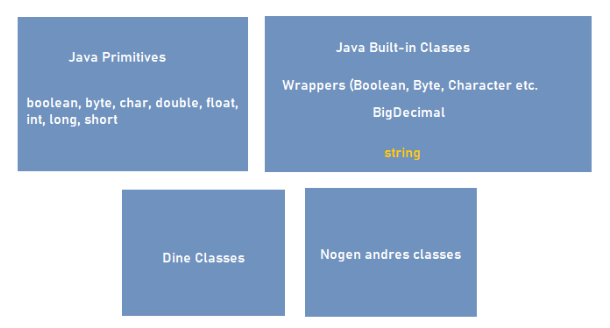 Java Primitives
boolean, byte, char, double, float,
int, long, short
Java Built-in Classes
Wrappers (Boolean, Byte, Character etc.
BigDecimal
string
Dine Classes
Nogen andres classes